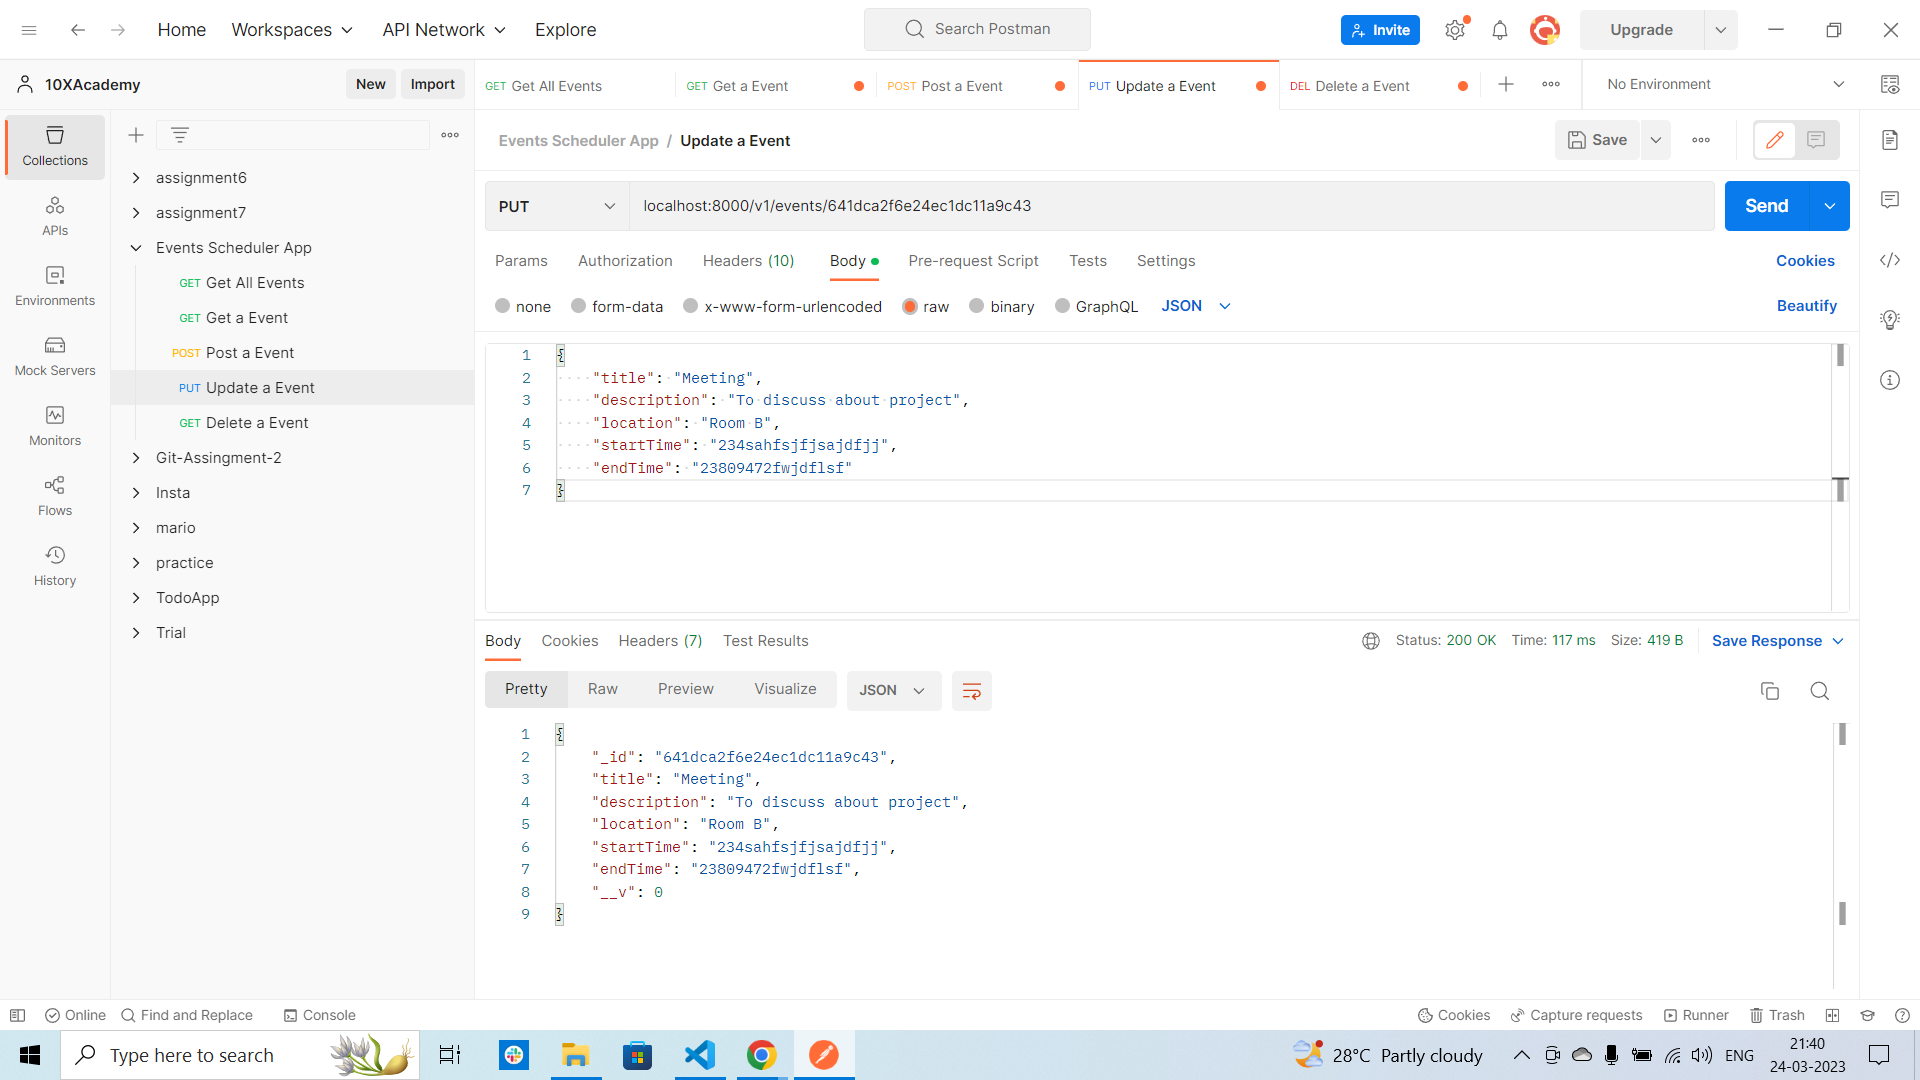 Home Workspaces API Network Explore Search Postman Invite Upgrade
10XAcademy New Import GET Get All Events GET Get a Event POST Post a Event PUT Update a Event DEL Delete a Event No Environment
Events Scheduler App / Update a Event Save
PUT localhost:8000/v1/events/641dca2f6e24ec1dc11a9c43 Send
Params Authorization Headers (10) Body Pre-request Script Tests Settings Cookies
none form-data x-www-form-urlencoded raw binary GraphQL JSON Beautify
Collections
APIs
Environments
Mock Servers
Monitors
Flows
History
assignment6
assignment7
Events Scheduler App
GET Get All Events
GET Get a Event
POST Post a Event
PUT Update a Event
GET Delete a Event
Git-Assingment-2
Insta
mario
practice
TodoApp
Trial
1 {
2 "title": "Meeting",
3 "description": "To discuss about project",
4 "location": "Room B",
5 "startTime": "234sahfsjfjsajdfjj",
6 "endTime": "23809472fwjdflsf"
7 }
Body Cookies Headers (7) Test Results Status: 200 OK Time: 117 ms Size: 419 B Save Response
Pretty Raw Preview Visualize JSON
1 {
2 "_id": "641dca2f6e24ec1dc11a9c43",
3 "title": "Meeting",
4 "description": "To discuss about project",
5 "location": "Room B",
6 "startTime": "234sahfsjfjsajdfjj",
7 "endTime": "23809472fwjdflsf",
8 "__v": 0
9 }
Online Find and Replace Console Cookies Capture requests Runner Trash
Type here to search 28°C Partly cloudy ENG 21:40
24-03-2023